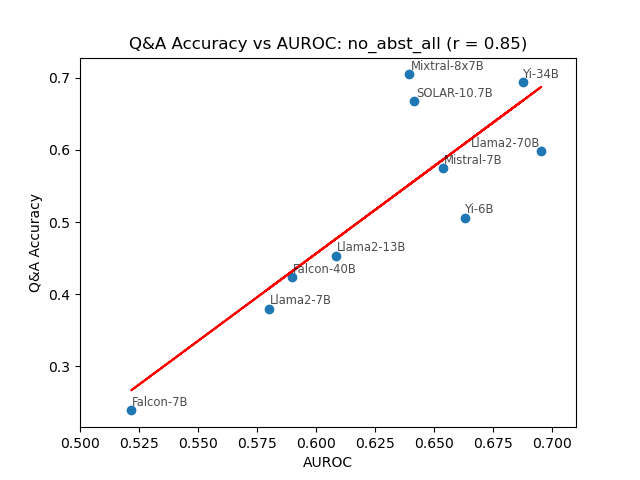 Q&A Accuracy vs AUROC: no_abst_all (r = 0.85)
Q&A Accuracy
0.7
0.6
0.5
0.4
0.3
Mixtral-8x7B
Yi-34B
SOLAR-10.7B
Llama2-70B
Mistral-7B
Yi-6B
Llama2-13B
Falcon-40B
Llama2-7B
Falcon-7B
0.500 0.525 0.550 0.575 0.600 0.625 0.650 0.675 0.700
AUROC